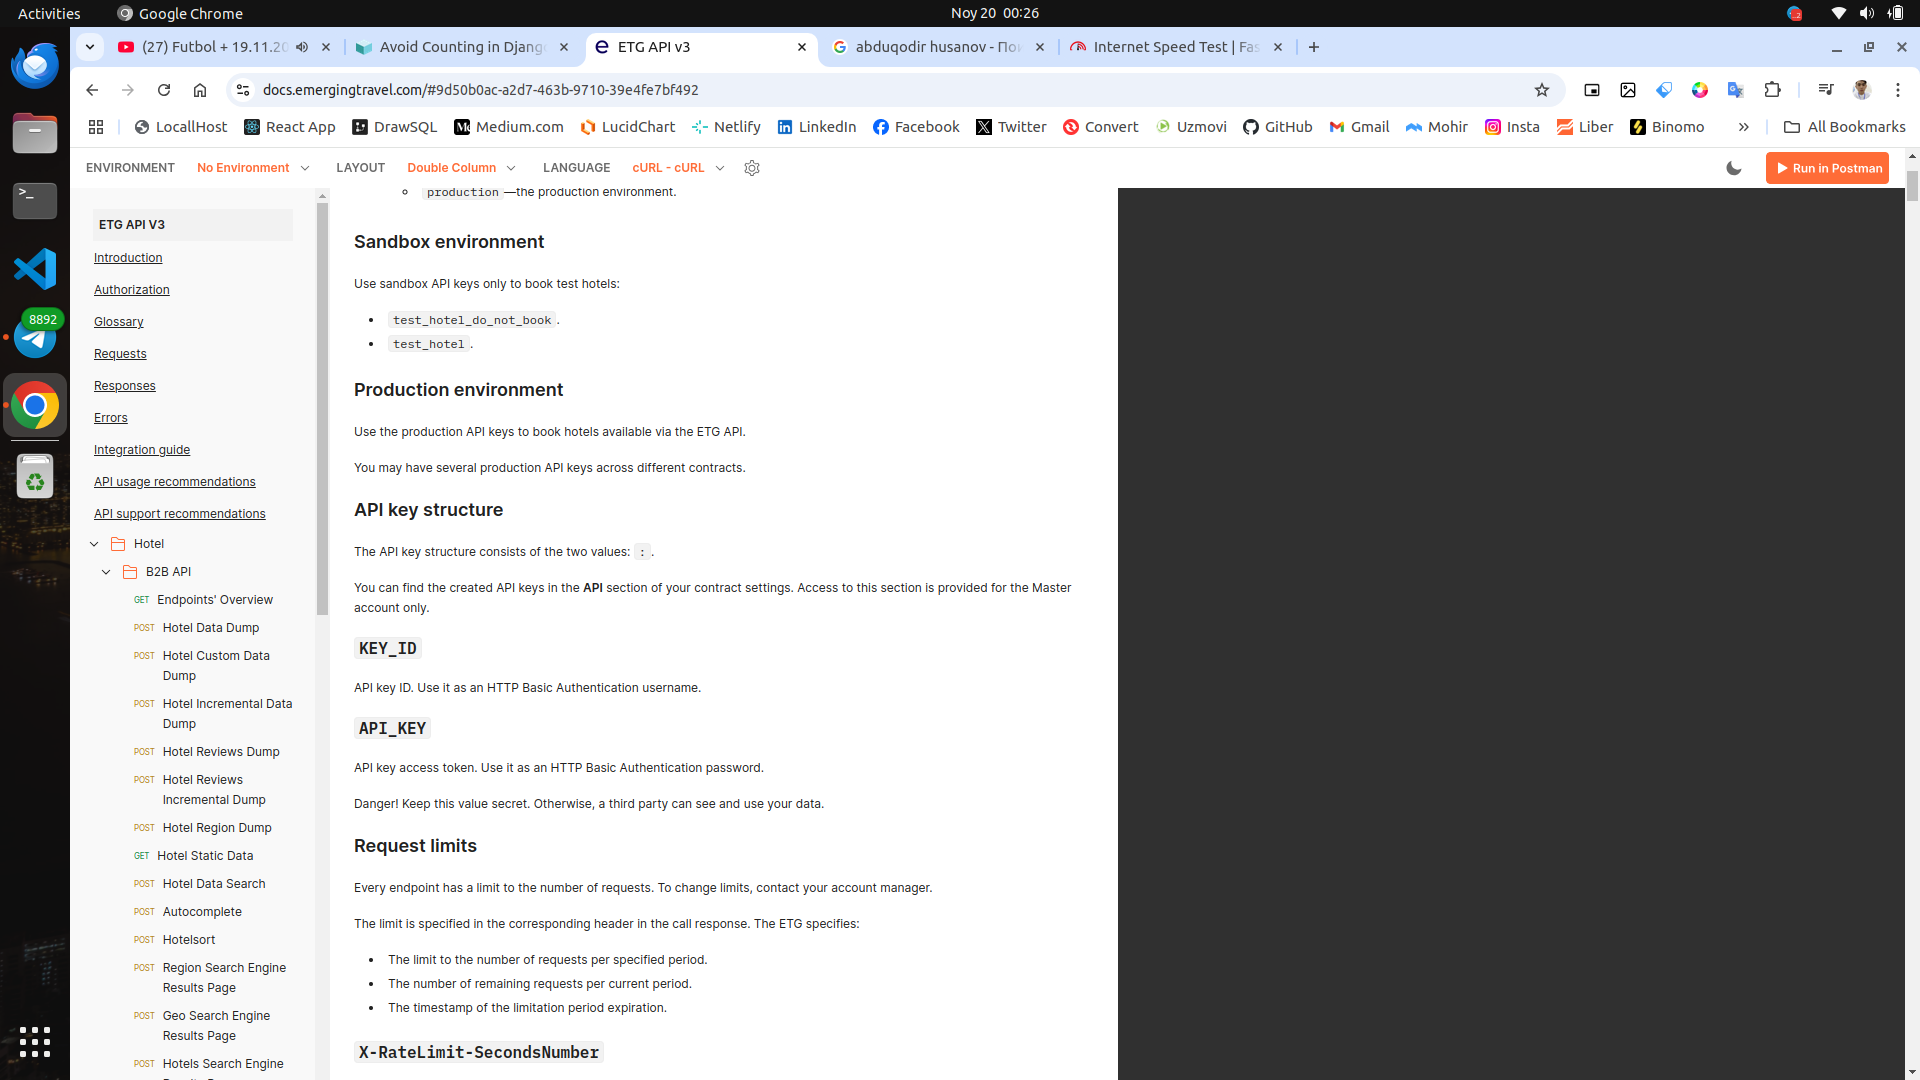 Activities
Google Chrome
Noy 20 00:26
(27) Futbol + 19.11.20
Avoid Counting in Django
ETG API v3
abduqodir husanov - Пои
Internet Speed Test | Fas
docs.emergingtravel.com/#9d50b0ac-a2d7-463b-9710-39e4fe7bf492
LocallHost
React App
DrawSQL
Medium.com
LucidChart
Netlify
LinkedIn
Facebook
Twitter
Convert
Uzmovi
GitHub
Gmail
Mohir
Insta
Liber
Binomo
All Bookmarks
ENVIRONMENT No Environment
LAYOUT Double Column
LANGUAGE cURL - cURL
Run in Postman
8892
ETG API V3
Introduction
Authorization
Glossary
Requests
Responses
Errors
Integration guide
API usage recommendations
API support recommendations
Hotel
B2B API
GET Endpoints' Overview
POST Hotel Data Dump
POST Hotel Custom Data
Dump
POST Hotel Incremental Data
Dump
POST Hotel Reviews Dump
POST Hotel Reviews
Incremental Dump
POST Hotel Region Dump
GET Hotel Static Data
POST Hotel Data Search
POST Autocomplete
POST Hotelsort
POST Region Search Engine
Results Page
POST Geo Search Engine
Results Page
POST Hotels Search Engine
production —the production environment.
Sandbox environment
Use sandbox API keys only to book test hotels:
• test_hotel_do_not_book .
• test_hotel .
Production environment
Use the production API keys to book hotels available via the ETG API.
You may have several production API keys across different contracts.
API key structure
The API key structure consists of the two values: : .
You can find the created API keys in the API section of your contract settings. Access to this section is provided for the Master
account only.
KEY_ID
API key ID. Use it as an HTTP Basic Authentication username.
API_KEY
API key access token. Use it as an HTTP Basic Authentication password.
Danger! Keep this value secret. Otherwise, a third party can see and use your data.
Request limits
Every endpoint has a limit to the number of requests. To change limits, contact your account manager.
The limit is specified in the corresponding header in the call response. The ETG specifies:
• The limit to the number of requests per specified period.
• The number of remaining requests per current period.
• The timestamp of the limitation period expiration.
X-RateLimit-SecondsNumber